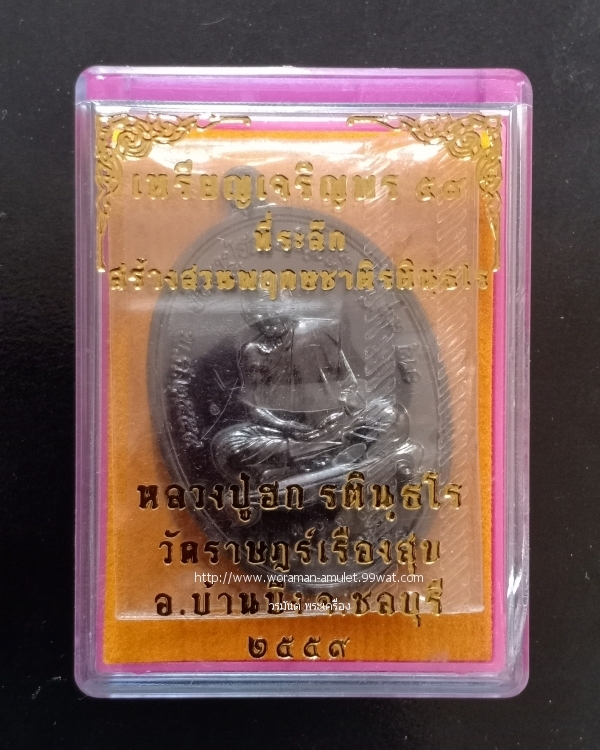 เหรียญเจริญพร ๕๙
ที่ระลึก
สร้างสวนพฤกษชาติรตินฺธโร
หลวงปู่ฮก รตินฺธโร
วัดราษฎร์เรืองสุข
http://www.woraman-amulet.99wat.com
อ.บ้านบึง จ.ชลบุรี
วรมันต์ พระเครื่อง
๒๕๕๙